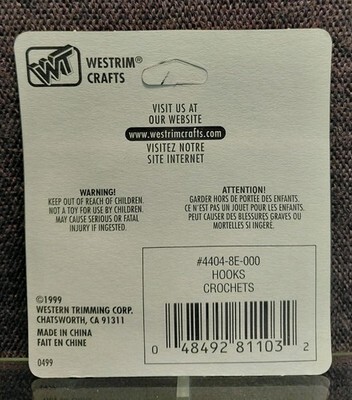 WT WESTRIM®
CRAFTS
VISIT US AT
OUR WEBSITE
www.westrimcrafts.com
VISITEZ NOTRE
SITE INTERNET
WARNING!
KEEP OUT OF REACH OF CHILDREN.
NOT A TOY FOR USE BY CHILDREN.
MAY CAUSE SERIOUS OR FATAL
INJURY IF INGESTED.
ATTENTION!
GARDER HORS DE PORTÉE DES ENFANTS.
CE N'EST PAS UN JOUET POUR LES ENFANTS.
PEUT CAUSER DES BLESSURES GRAVES OU
MORTELLES SI INGÉRÉ.
#4404-8E-000
HOOKS
CROCHETS
0 48492 81103 2
©1999
WESTERN TRIMMING CORP.
CHATSWORTH, CA 91311
MADE IN CHINA
FAIT EN CHINE
0499